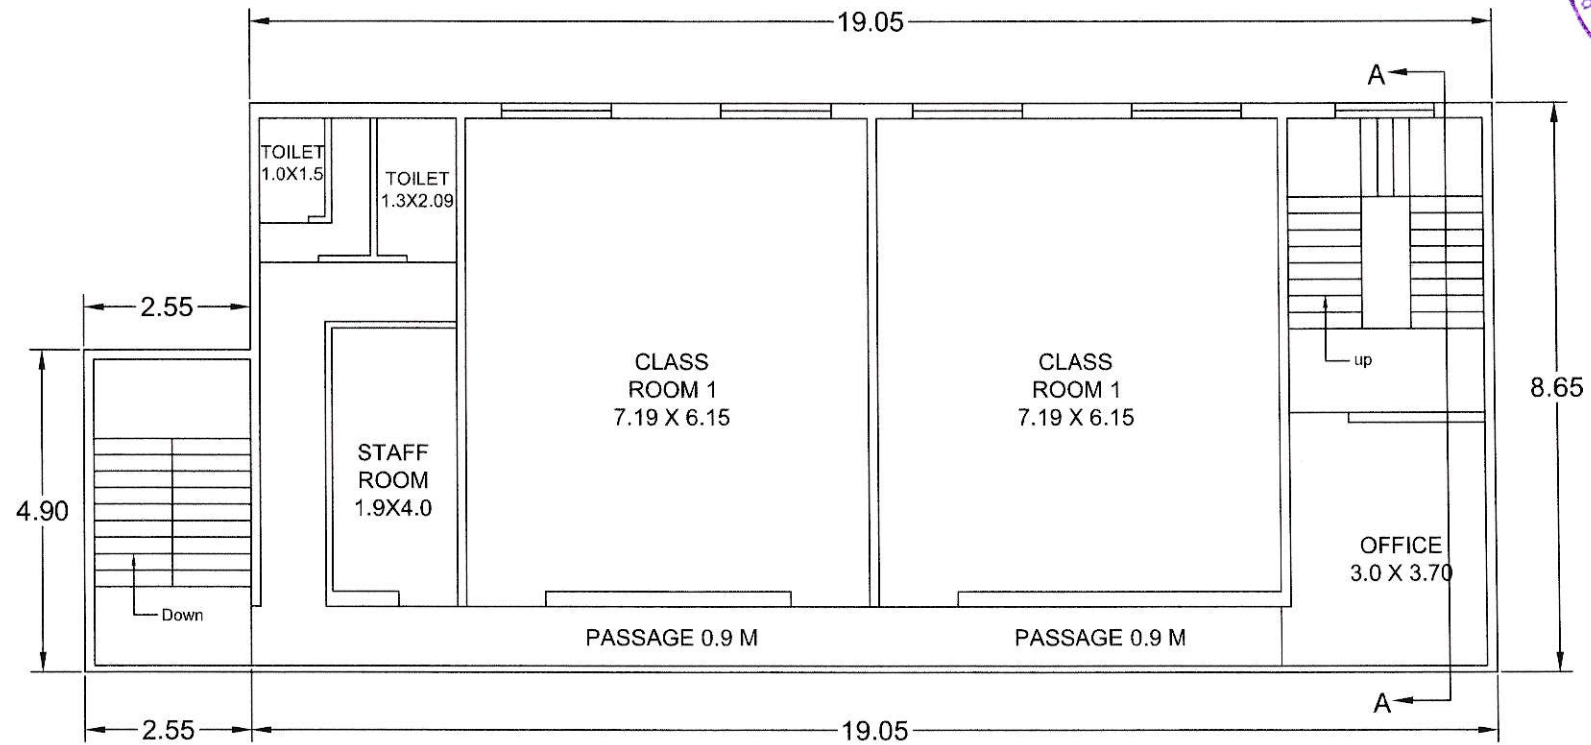 19.05
A
TOILET
1.0X1.5
TOILET
1.3X2.09
2.55
CLASS
ROOM 1
7.19 X 6.15
CLASS
ROOM 1
7.19 X 6.15
up
8.65
STAFF
ROOM
1.9X4.0
4.90
OFFICE
3.0 X 3.70
Down
PASSAGE 0.9 M
PASSAGE 0.9 M
A
2.55
19.05